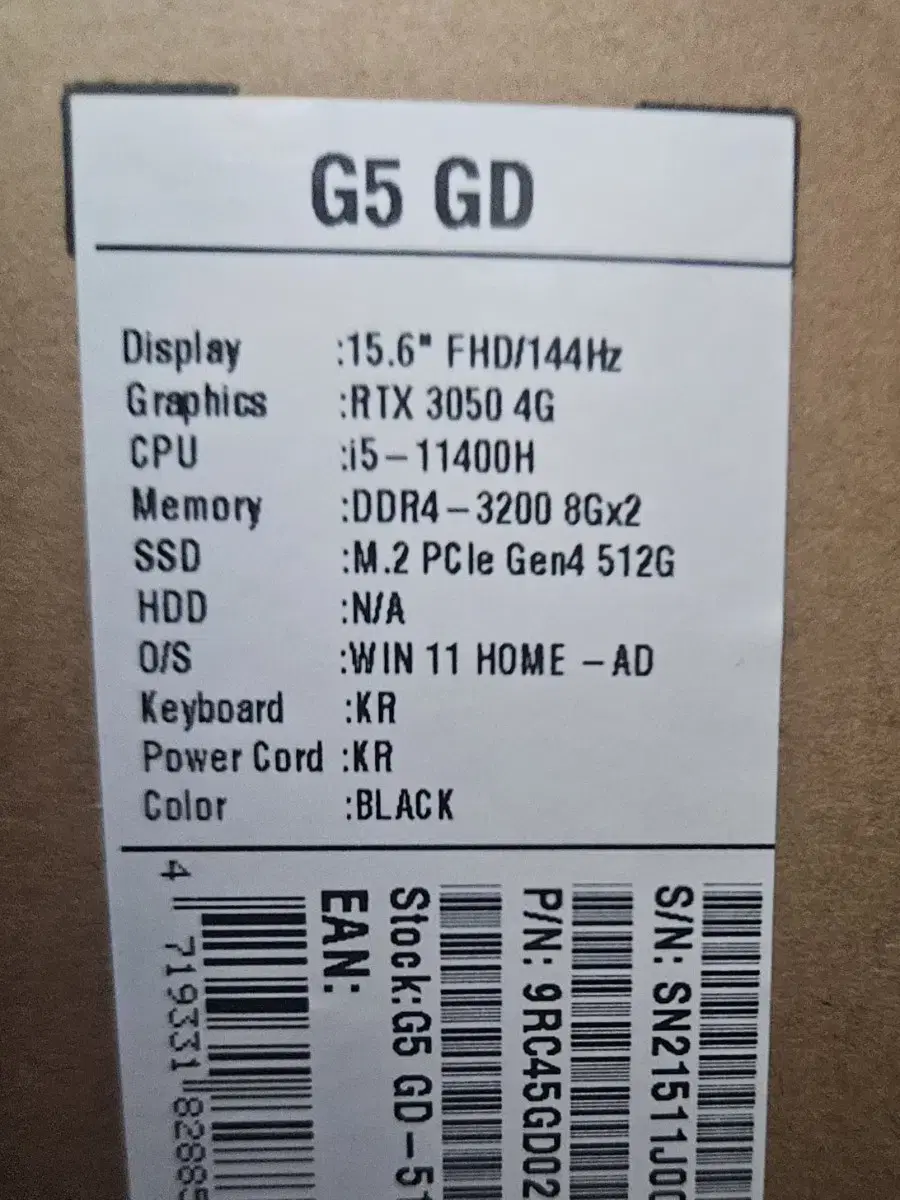 G5 GD
Display :15.6" FHD/144Hz
Graphics :RTX 3050 4G
CPU :i5-11400H
Memory :DDR4-3200 8Gx2
SSD :M.2 PCIe Gen4 512G
HDD :N/A
O/S :WIN 11 HOME -AD
Keyboard :KR
Power Cord :KR
Color :BLACK
S/N: SN21511J0
P/N: 9RC45GD02
Stock:G5 GD-51
EAN:
4 719331 8288